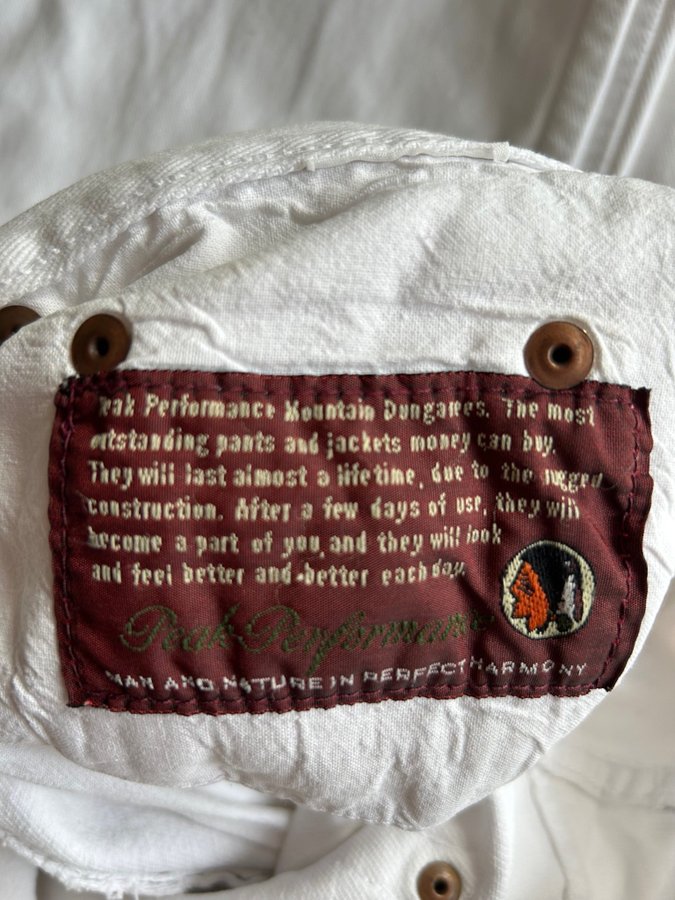 Peak Performance Mountain Dungarees. The most
outstanding pants and jackets money can buy.
They will last almost a lifetime, due to the rugged
construction. After a few days of use, they will
become a part of you, and they will look
and feel better and better each day.
Peak Performance
MAN AND NATURE IN PERFECT HARMONY